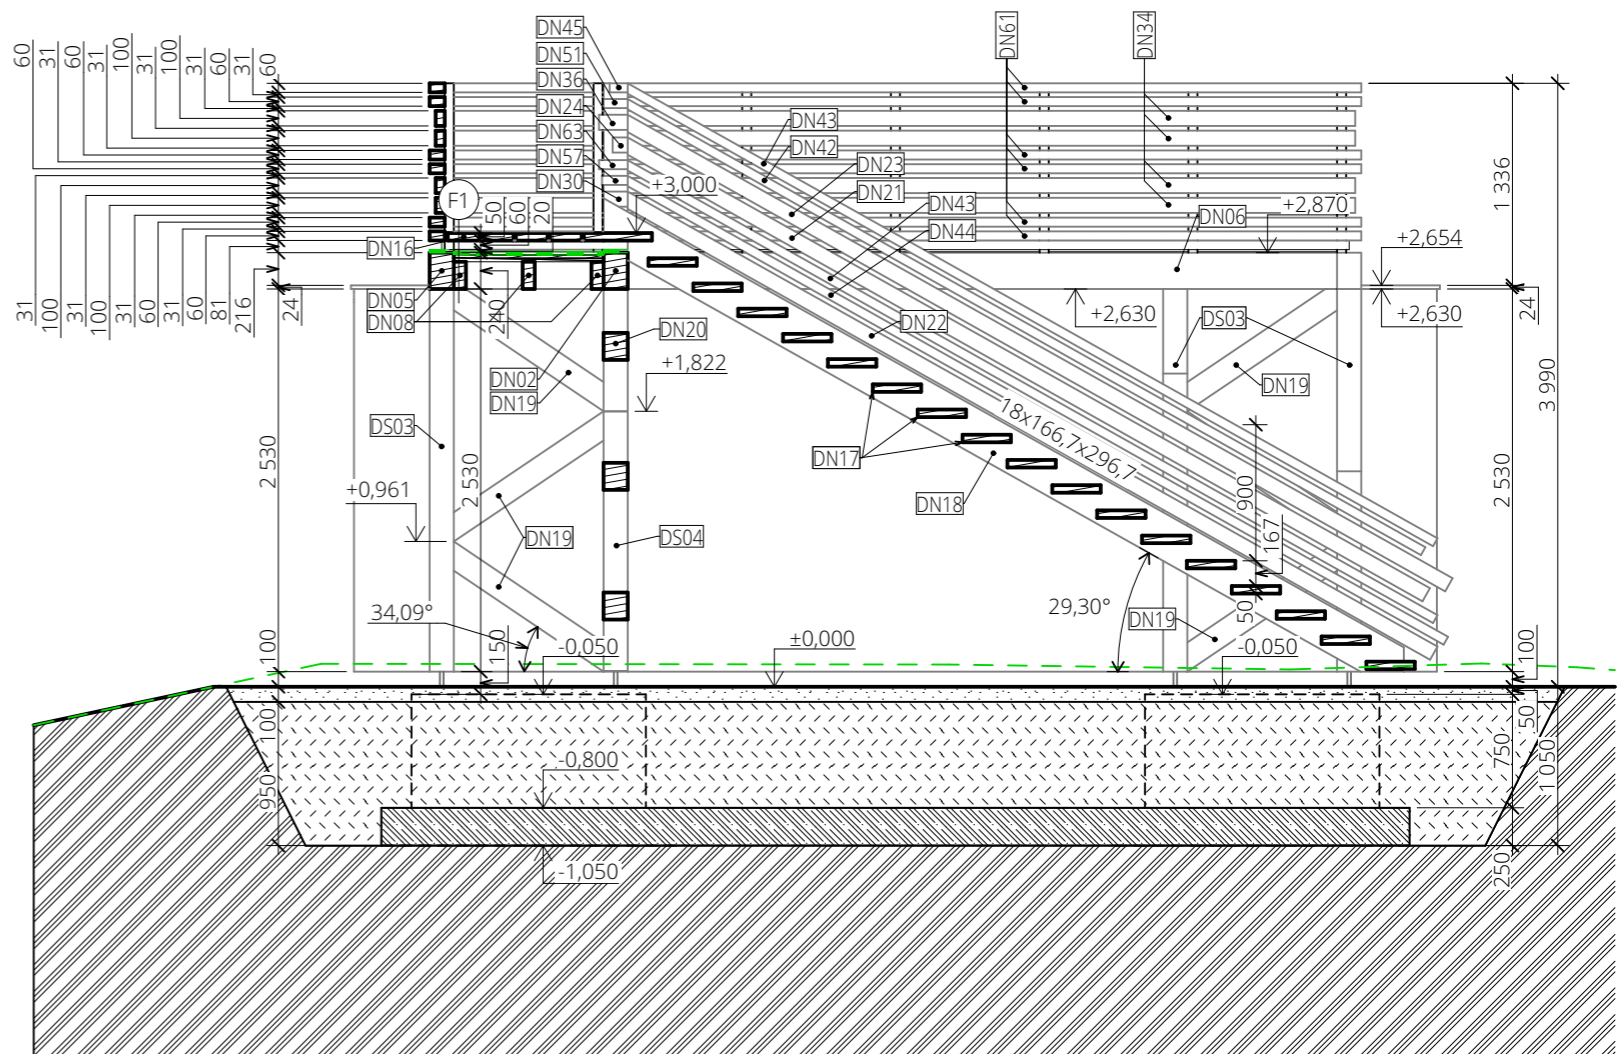 60
31
60
31
100
31
100
31
60
31
60
DN45
DN51
DN36
DN24
DN63
DN57
DN30
DN61
DN34
DN43
DN42
DN23
DN21
DN43
DN44
DN22
+3,000
F1
50
60
20
DN16
DN05
DN08
240
DN06
+2,870
+2,654
+2,630
+2,630
24
1 336
3 990
31
100
31
100
31
60
31
60
81
216
24
DN20
+1,822
DN02
DN19
DS03
DS03
DN19
18x166,7x296,7
DN17
DN18
2 530
+0,961
2 530
DN19
DS04
900
167
50
2 530
34,09°
29,30°
DN19
100
150
-0,050
±0,000
-0,050
100
100
950
-0,800
-1,050
50
750
1 050
250